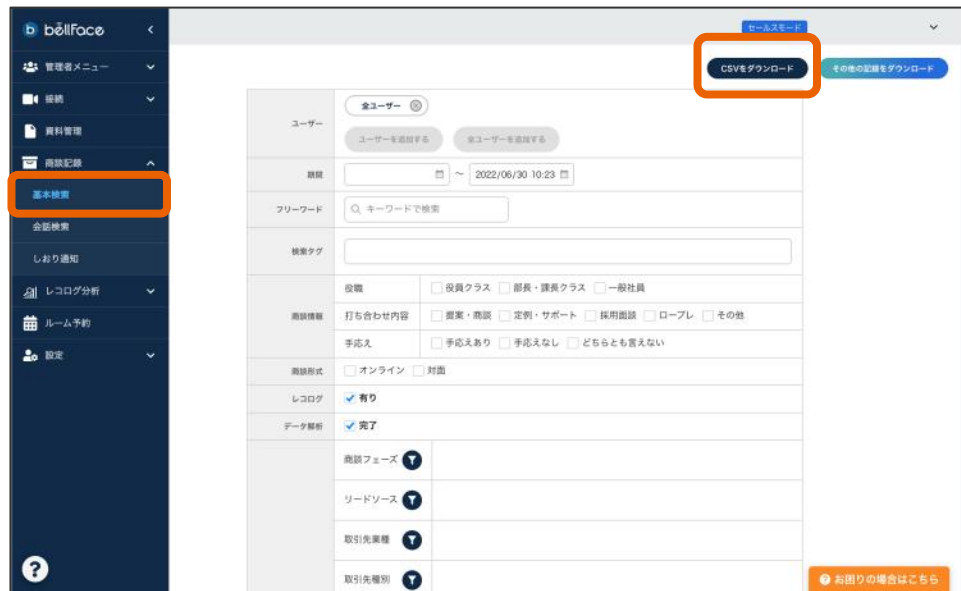 bellFace
セールスモード
管理者メニュー
接続
資料管理
商談記録
基本検索
会話検索
しおり通知
レコログ分析
ルーム予約
設定
CSVをダウンロード
その他の記録をダウンロード
ユーザー
全ユーザー
ユーザーを追加する
全ユーザーを追加する
期間
~ 2022/06/30 10:23
フリーワード
キーワードで検索
検索タグ
商談情報
役職
役員クラス 部長・課長クラス 一般社員
打ち合わせ内容
提案・商談 定例・サポート 採用面談 ロープレ その他
手応え
手応えあり 手応えなし どちらとも言えない
商談形式
オンライン 対面
レコログ
有り
データ解析
完了
商談フェーズ
リードソース
取引先業種
取引先種別
?
お困りの場合はこちら